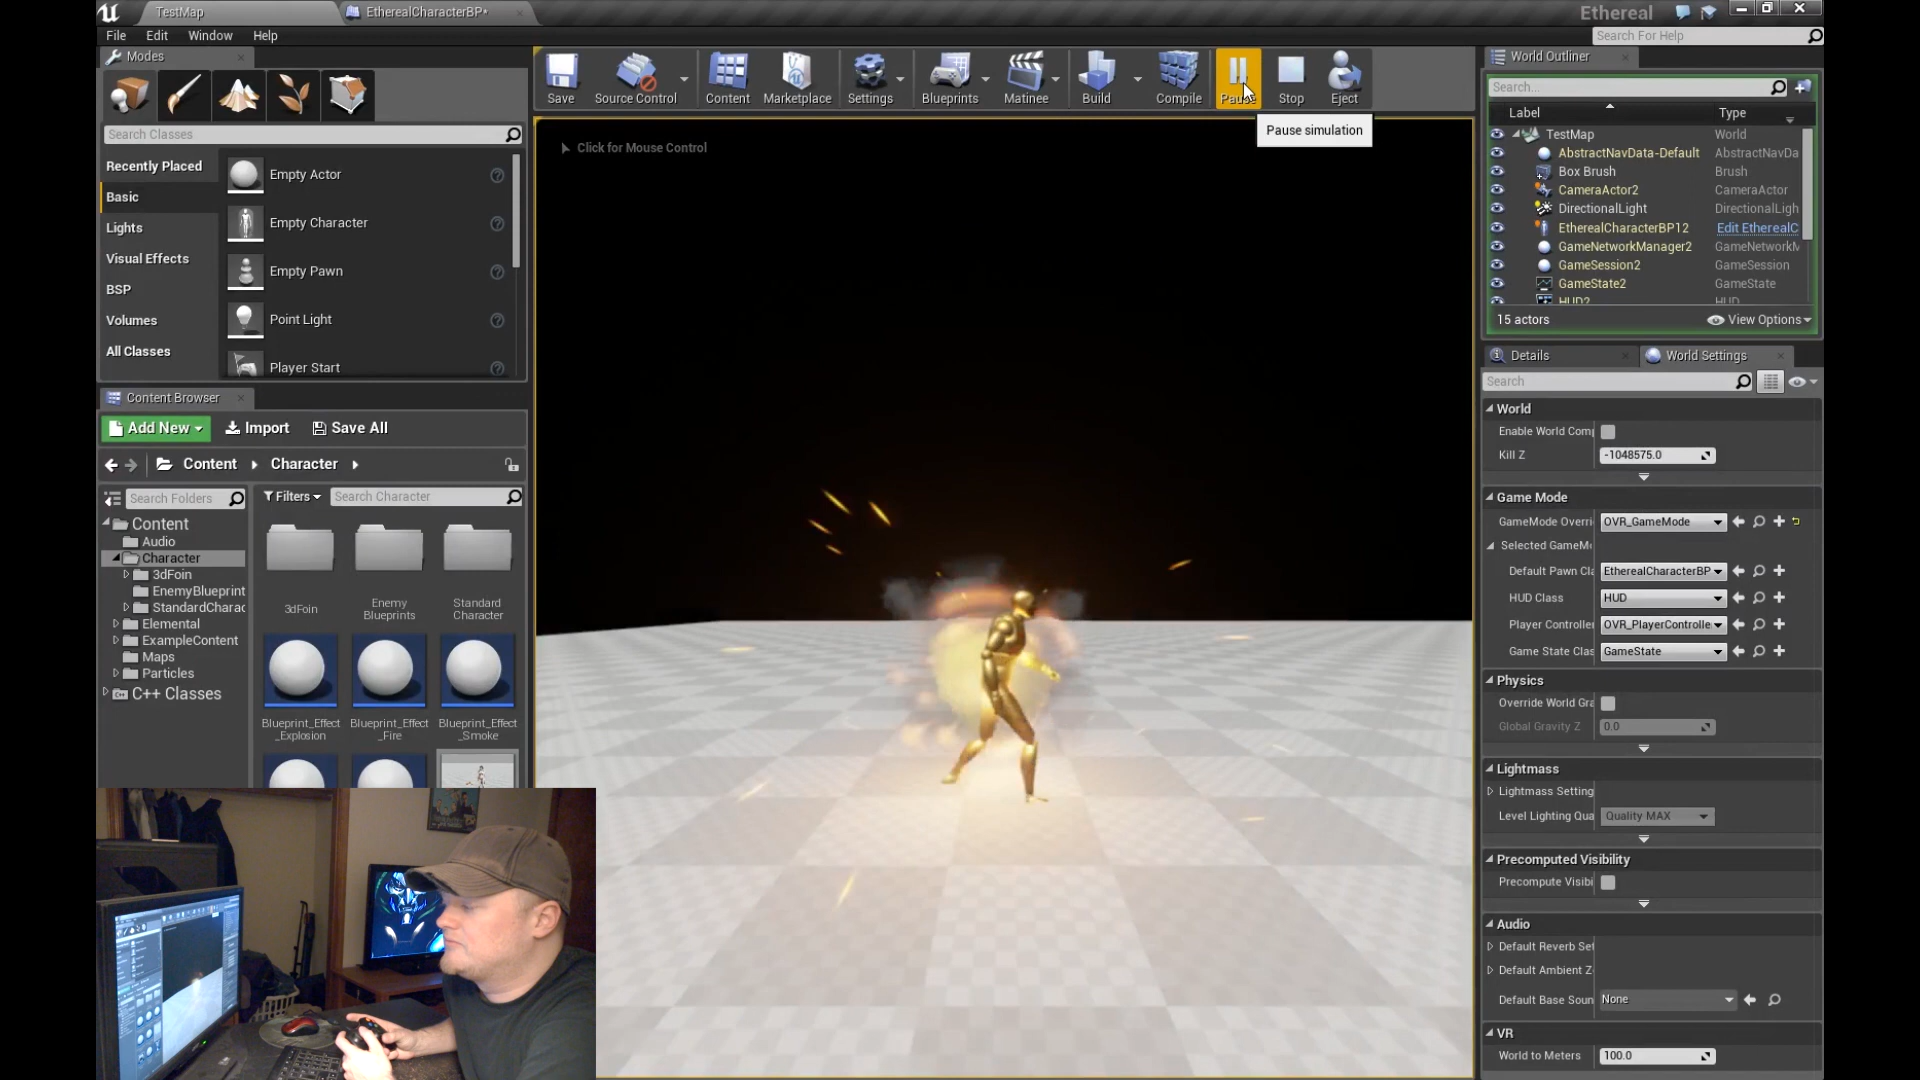 TestMap
EtherealCharacterBP*
Ethereal
File Edit Window Help
Search For Help
Modes
Search Classes
Recently Placed
Basic
Lights
Visual Effects
BSP
Volumes
All Classes
Empty Actor
Empty Character
Empty Pawn
Point Light
Player Start
Save
Source Control
Content
Marketplace
Settings
Blueprints
Matinee
Build
Compile
Pause
Stop
Eject
Pause simulation
Click for Mouse Control
World Outliner
Search...
Label Type
TestMap World
AbstractNavData-Default AbstractNavDa
Box Brush Brush
CameraActor2 CameraActor
DirectionalLight DirectionalLigh
EtherealCharacterBP12 Edit EtherealC
GameNetworkManager2 GameNetworkM
GameSession2 GameSession
GameState2 GameState
HUD2 HUD
15 actors View Options
Content Browser
Add New Import Save All
Content Character
Search Folders
Filters Search Character
Content
Audio
Character
3dFoin
EnemyBlueprint
StandardCharac
Elemental
ExampleContent
Maps
Particles
C++ Classes
3dFoin
Enemy
Blueprints
Standard
Character
Blueprint_Effect
_Explosion
Blueprint_Effect
_Fire
Blueprint_Effect
_Smoke
Details
World Settings
Search
World
Enable World Comp
Kill Z -1048575.0
Game Mode
GameMode Overri OVR_GameMode
Selected GameMo
Default Pawn Cla EtherealCharacterBP
HUD Class HUD
Player Controller OVR_PlayerControlle
Game State Clas GameState
Physics
Override World Gra
Global Gravity Z 0.0
Lightmass
Lightmass Setting
Level Lighting Qua Quality MAX
Precomputed Visibility
Precompute Visibi
Audio
Default Reverb Set
Default Ambient Z
Default Base Soun None
VR
World to Meters 100.0